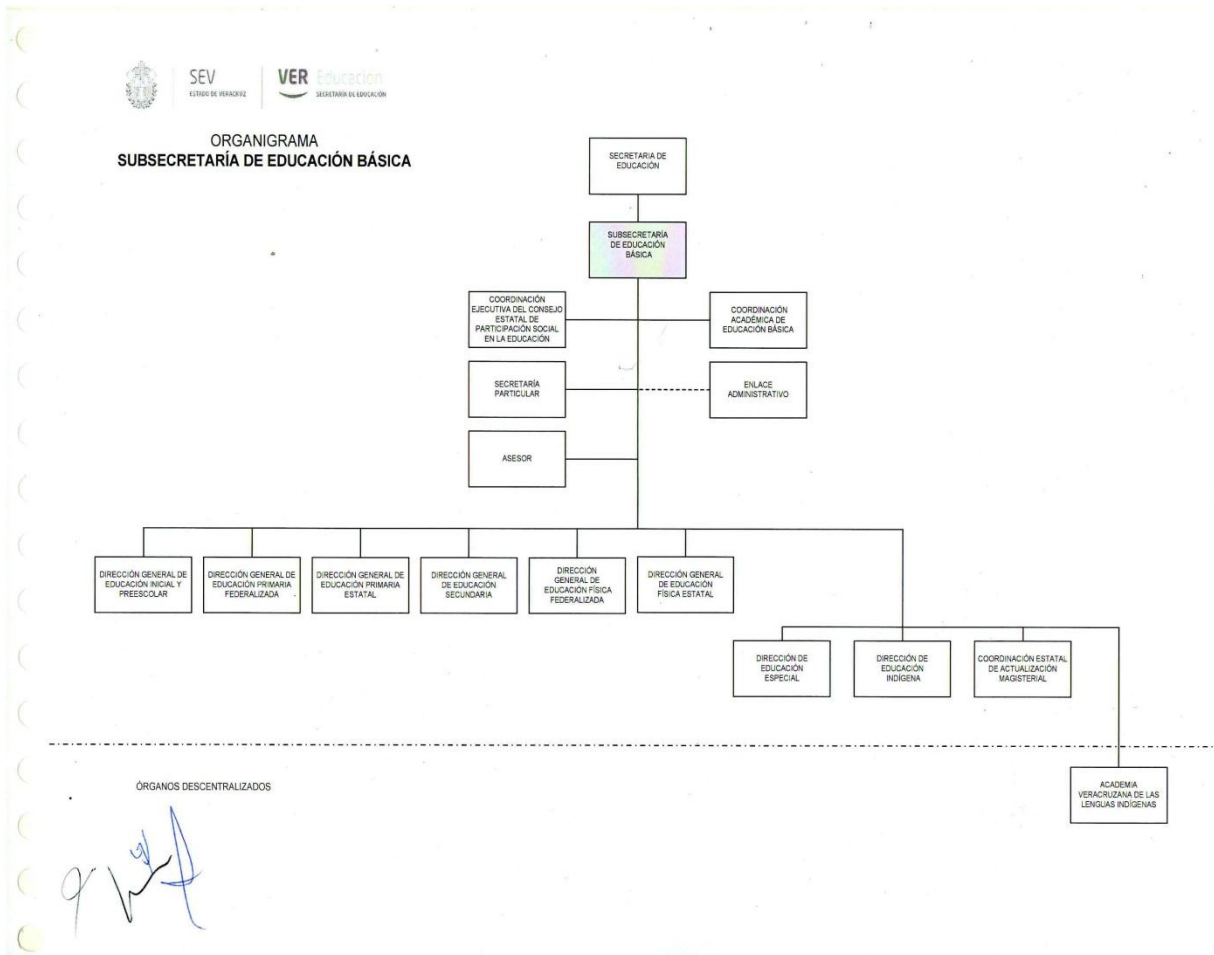 SEV
ESTADO DE VERACRUZ
VER Educación
SECRETARÍA DE EDUCACIÓN
ORGANIGRAMA
SUBSECRETARÍA DE EDUCACIÓN BÁSICA
SECRETARIA DE
EDUCACIÓN
SUBSECRETARÍA
DE EDUCACIÓN
BÁSICA
COORDINACIÓN
EJECUTIVA DEL CONSEJO
ESTATAL DE
PARTICIPACIÓN SOCIAL
EN LA EDUCACIÓN
COORDINACIÓN
ACADÉMICA DE
EDUCACIÓN BÁSICA
SECRETARÍA
PARTICULAR
ENLACE
ADMINISTRATIVO
ASESOR
DIRECCIÓN GENERAL DE
EDUCACIÓN INICIAL Y
PREESCOLAR
DIRECCIÓN GENERAL DE
EDUCACIÓN PRIMARIA
FEDERALIZADA
DIRECCIÓN GENERAL DE
EDUCACIÓN PRIMARIA
ESTATAL
DIRECCIÓN GENERAL
DE EDUCACIÓN
SECUNDARIA
DIRECCIÓN
GENERAL DE
EDUCACIÓN FÍSICA
FEDERALIZADA
DIRECCIÓN GENERAL
DE EDUCACIÓN
FÍSICA ESTATAL
DIRECCIÓN DE
EDUCACIÓN
ESPECIAL
DIRECCIÓN DE
EDUCACIÓN
INDÍGENA
COORDINACIÓN ESTATAL
DE ACTUALIZACIÓN
MAGISTERIAL
ÓRGANOS DESCENTRALIZADOS
ACADEMIA
VERACRUZANA DE LAS
LENGUAS INDÍGENAS